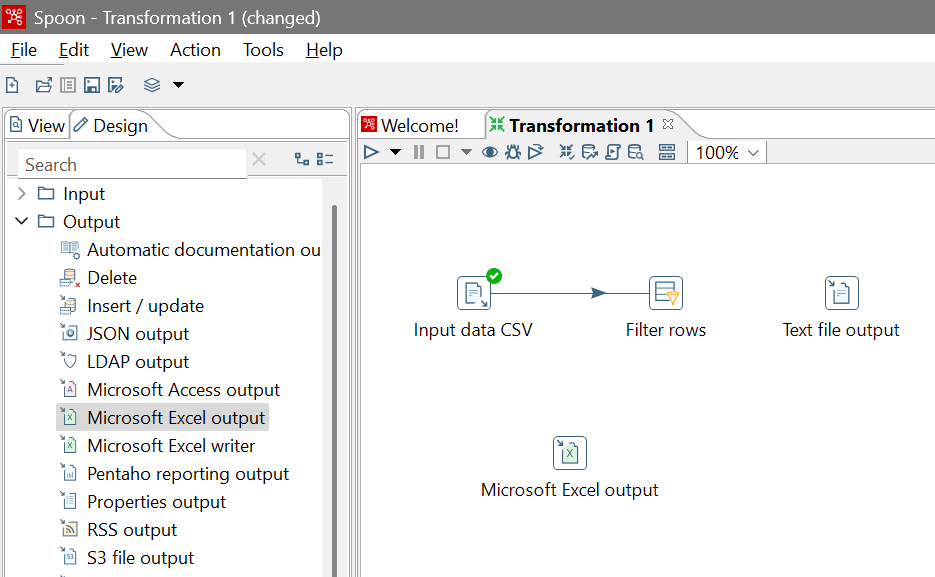 Spoon - Transformation 1 (changed)
File Edit View Action Tools Help
View Design
Welcome! Transformation 1
Search
100%
Input
Output
Automatic documentation ou
Delete
Insert / update
JSON output
LDAP output
Microsoft Access output
Microsoft Excel output
Microsoft Excel writer
Pentaho reporting output
Properties output
RSS output
S3 file output
Input data CSV
Filter rows
Text file output
Microsoft Excel output